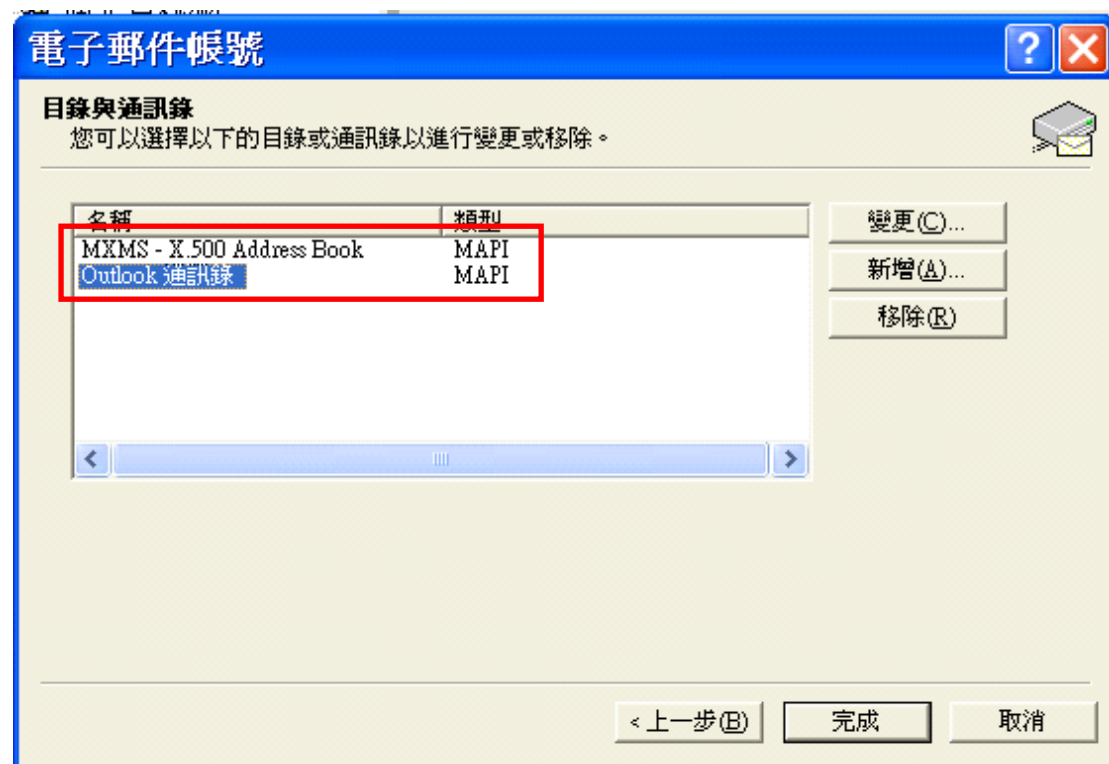 電子郵件帳號
目錄與通訊錄
您可以選擇以下的目錄或通訊錄以進行變更或移除。
名稱 類型
MXMS - X.500 Address Book MAPI
Outlook 通訊錄 MAPI
變更(C)...
新增(A)...
移除(R)
<上一步(B) 完成 取消